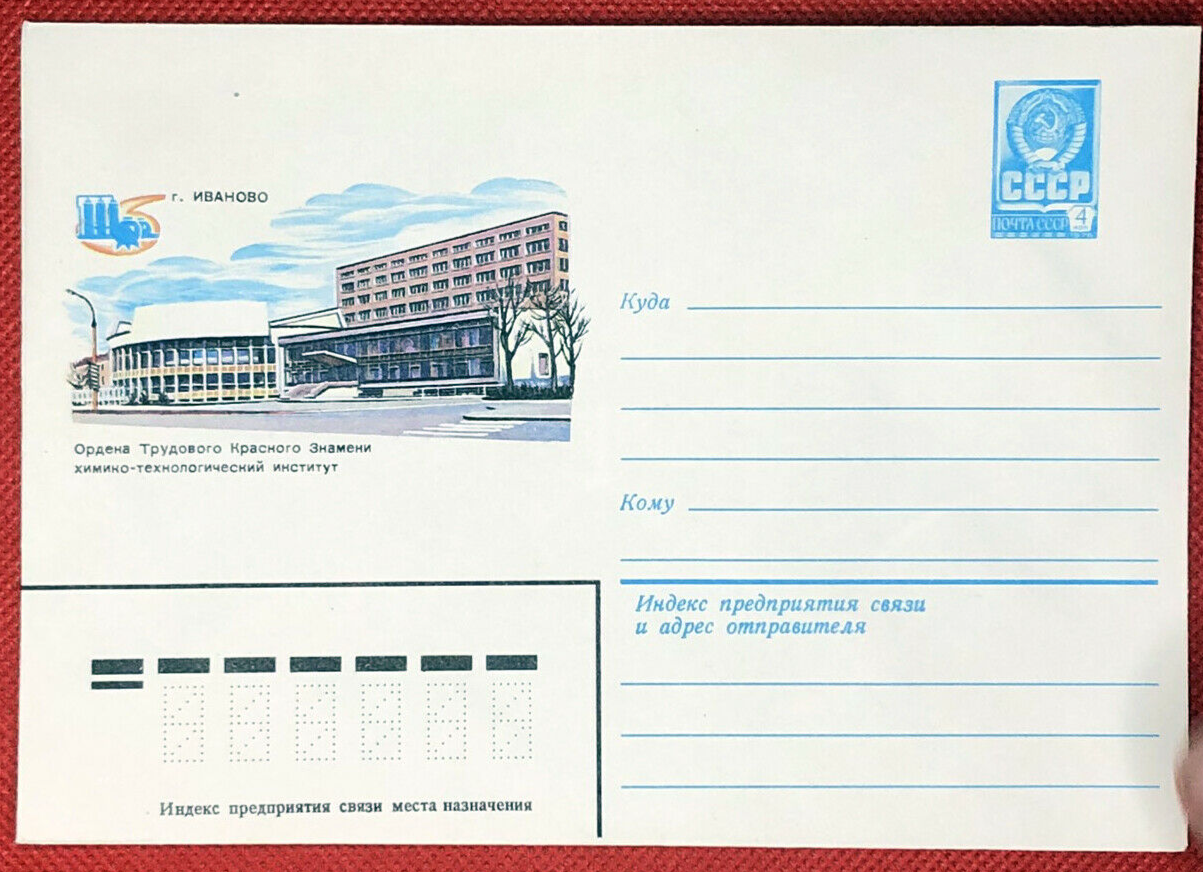 г. ИВАНОВО
Ордена Трудового Красного Знамени
химико-технологический институт
СССР
ПОЧТА СССР 4
Куда
Кому
Индекс предприятия связи
и адрес отправителя
Индекс предприятия связи места назначения